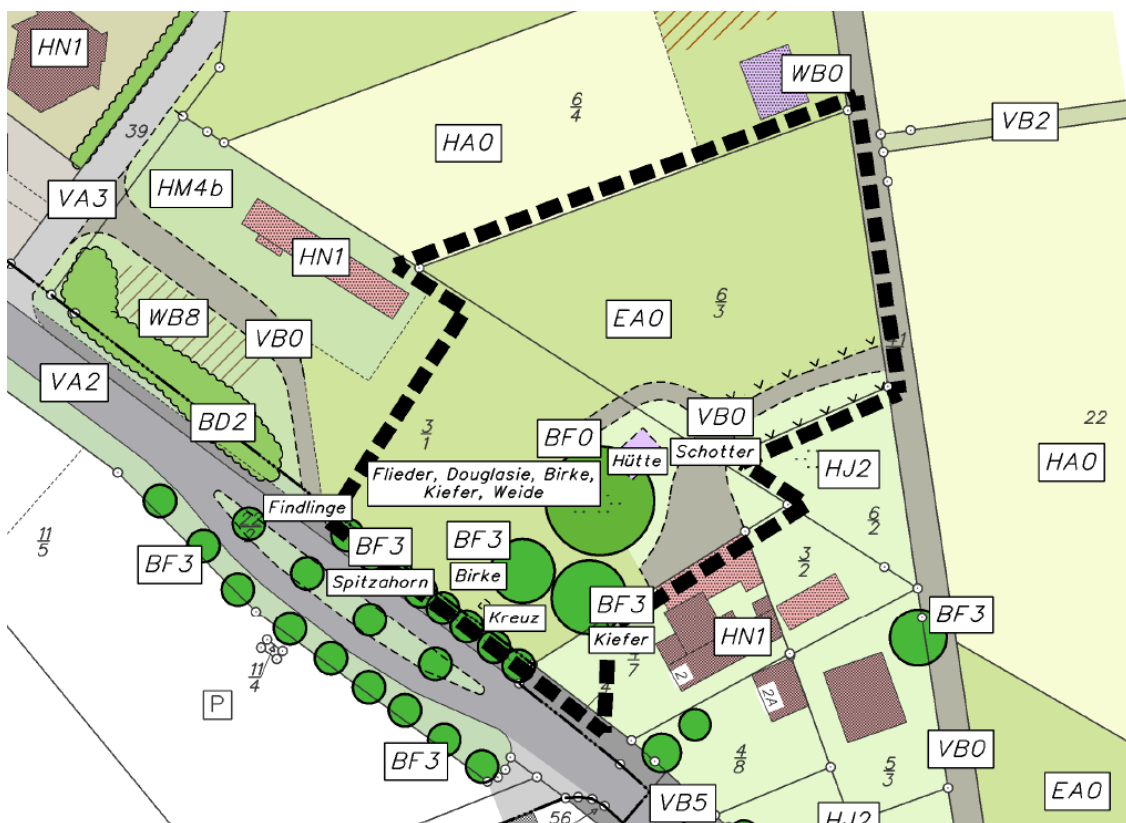 HN1
WB0
6
4
VB2
39
HA0
HM4b
VA3
HN1
6
3
EA0
WB8
VB0
VA2
BD2
3
1
BF0
VB0
22
Hütte
Schotter
HA0
Flieder, Douglasie, Birke,
Kiefer, Weide
HJ2
Findlinge
6
2
11
5
BF3
BF3
BF3
Spitzahorn
Birke
3
2
BF3
Kreuz
BF3
Kiefer
HN1
11
4
2
2A
P
4
8
5
3
VB0
BF3
VB5
EA0
56
HJ2